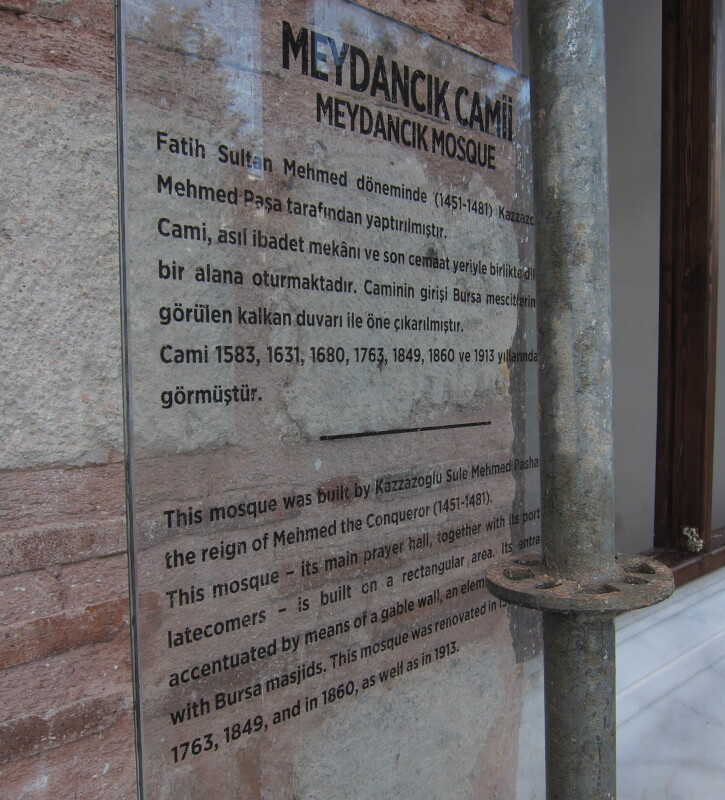 MEYDANCIK CAMİİ
MEYDANCIK MOSQUE
Fatih Sultan Mehmed döneminde (1451-1481)
Mehmed Paşa tarafından yaptırılmıştır.
Cami, asıl ibadet mekânı ve son cemaat yeriyle birlikte
bir alana oturmaktadır. Caminin girişi Bursa
görülen kalkan duvarı ile öne çıkarılmıştır.
Cami 1583, 1631, 1680, 1763, 1849, 1860 ve 1913 yıllarında
görmüştür.
This mosque was built by Kazzazoglu Sule Mehmed Pasha
the reign of Mehmed the Conqueror (1451-1481).
This mosque – its main prayer hall, together with its
latecomers – is built on a rectangular area. Its
accentuated by means of a gable wall, an
with Bursa masjids. This mosque was renovated in
1763, 1849, and in 1860, as well as in 1913.